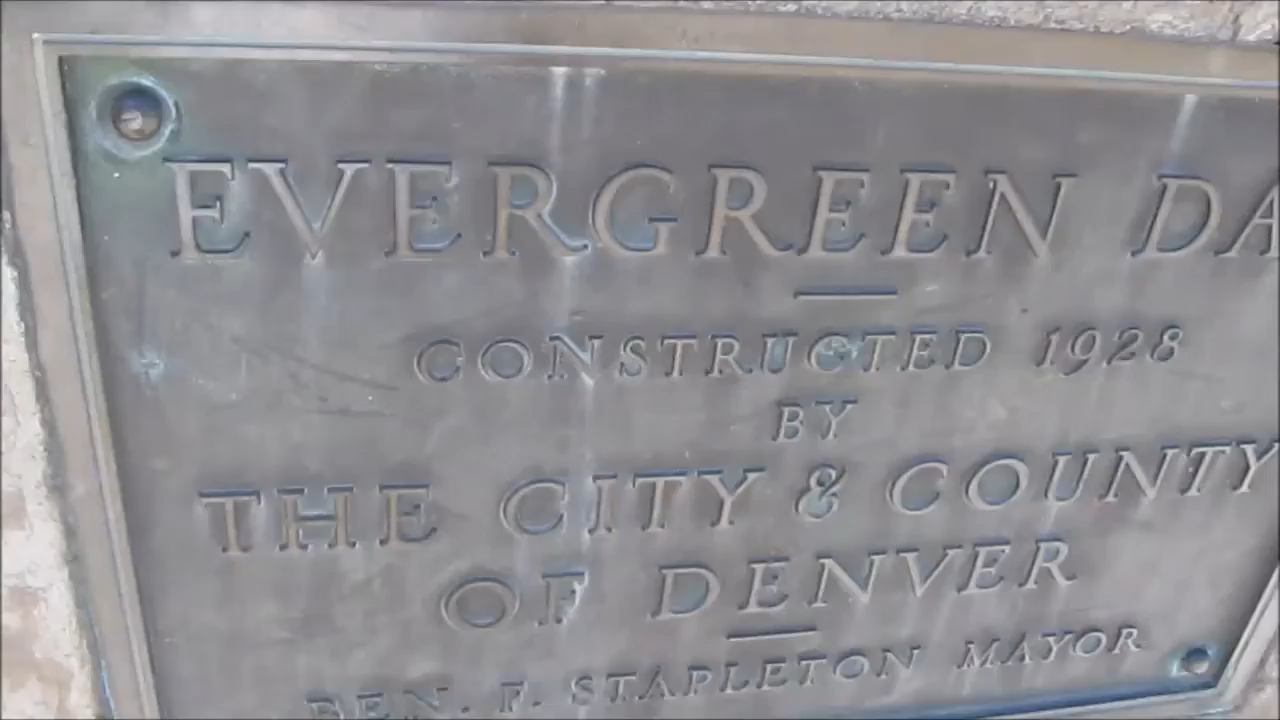 EVERGREEN DA
CONSTRUCTED 1928
BY
THE CITY & COUNTY
OF DENVER
BEN. F. STAPLETON MAYOR